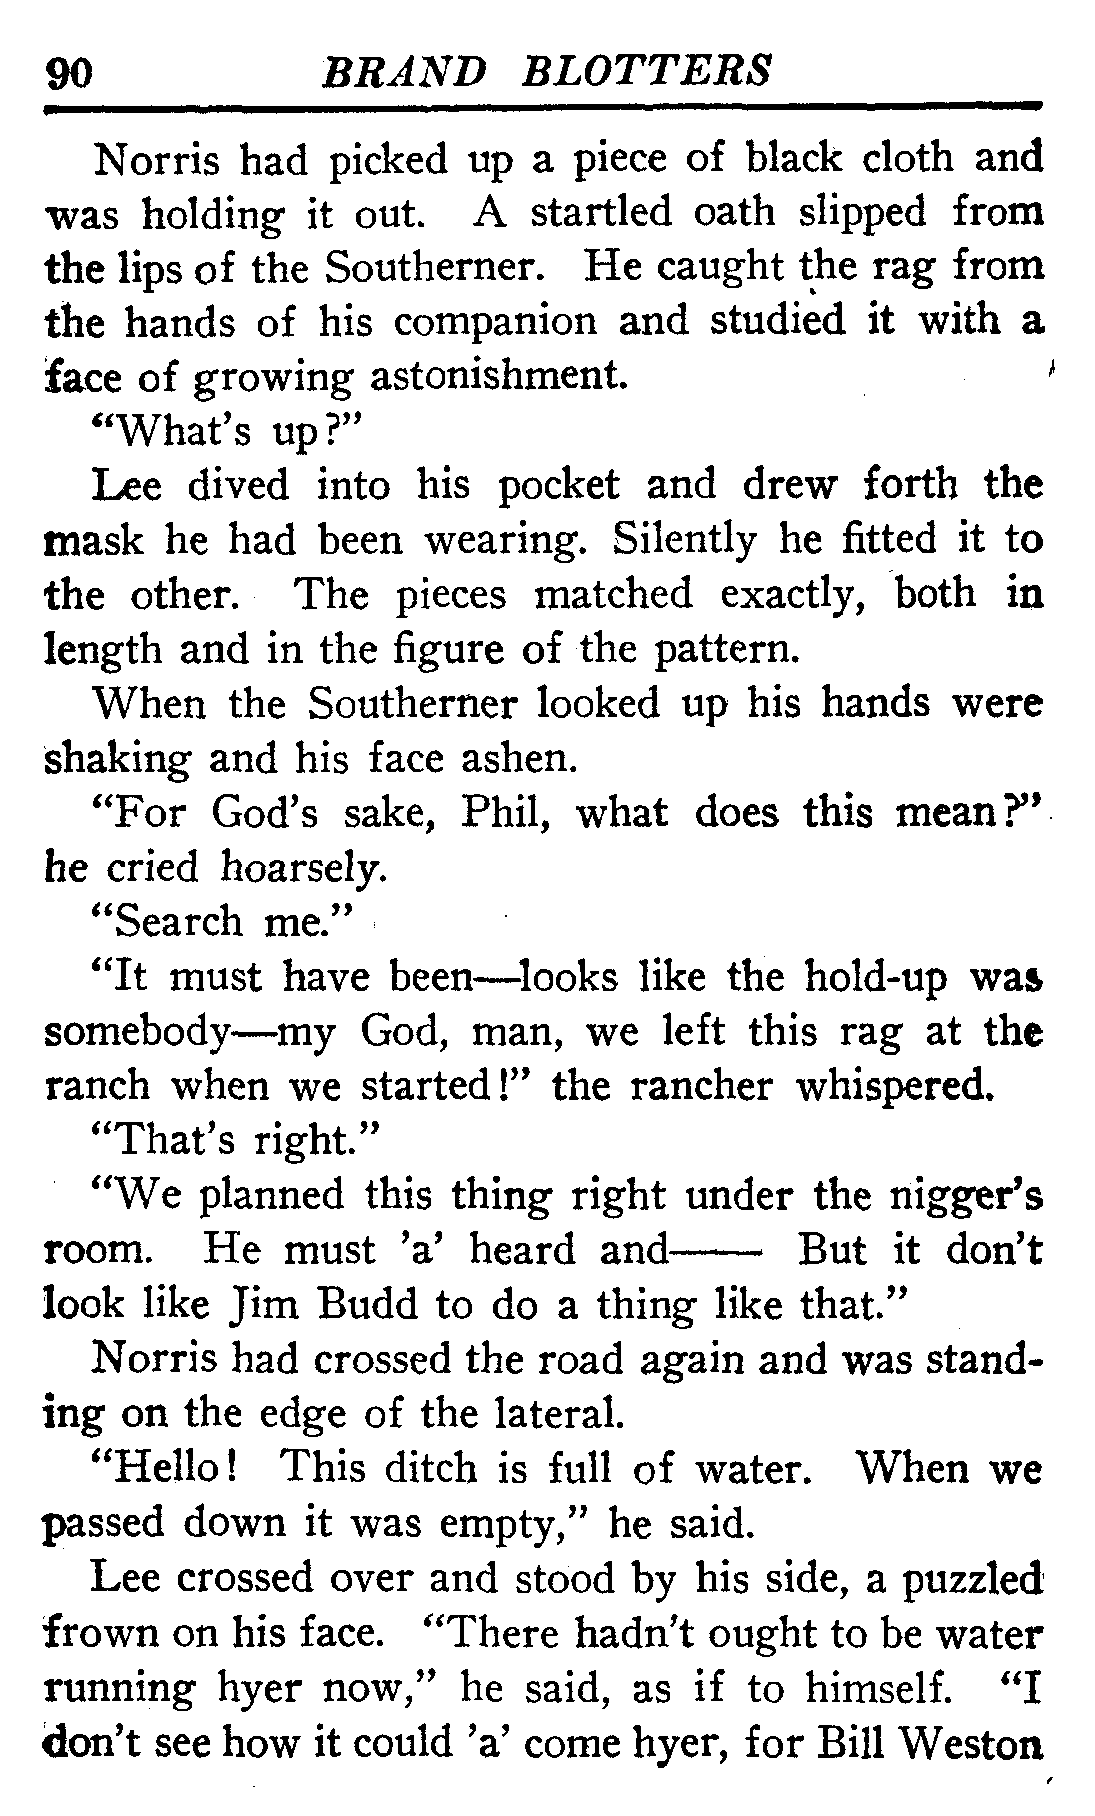 90 BRAND BLOTTERS
Norris had picked up a piece of black cloth and
was holding it out. A startled oath slipped from
the lips of the Southerner. He caught the rag from
the hands of his companion and studied it with a
face of growing astonishment.
"What's up?"
Lee dived into his pocket and drew forth the
mask he had been wearing. Silently he fitted it to
the other. The pieces matched exactly, both in
length and in the figure of the pattern.
When the Southerner looked up his hands were
shaking and his face ashen.
"For God's sake, Phil, what does this mean?"
he cried hoarsely.
"Search me."
"It must have been—looks like the hold-up was
somebody—my God, man, we left this rag at the
ranch when we started!" the rancher whispered.
"That's right."
"We planned this thing right under the nigger's
room. He must 'a' heard and—— But it don't
look like Jim Budd to do a thing like that."
Norris had crossed the road again and was stand-
ing on the edge of the lateral.
"Hello! This ditch is full of water. When we
passed down it was empty," he said.
Lee crossed over and stood by his side, a puzzled
frown on his face. "There hadn't ought to be water
running hyer now," he said, as if to himself. "I
don't see how it could 'a' come hyer, for Bill Weston